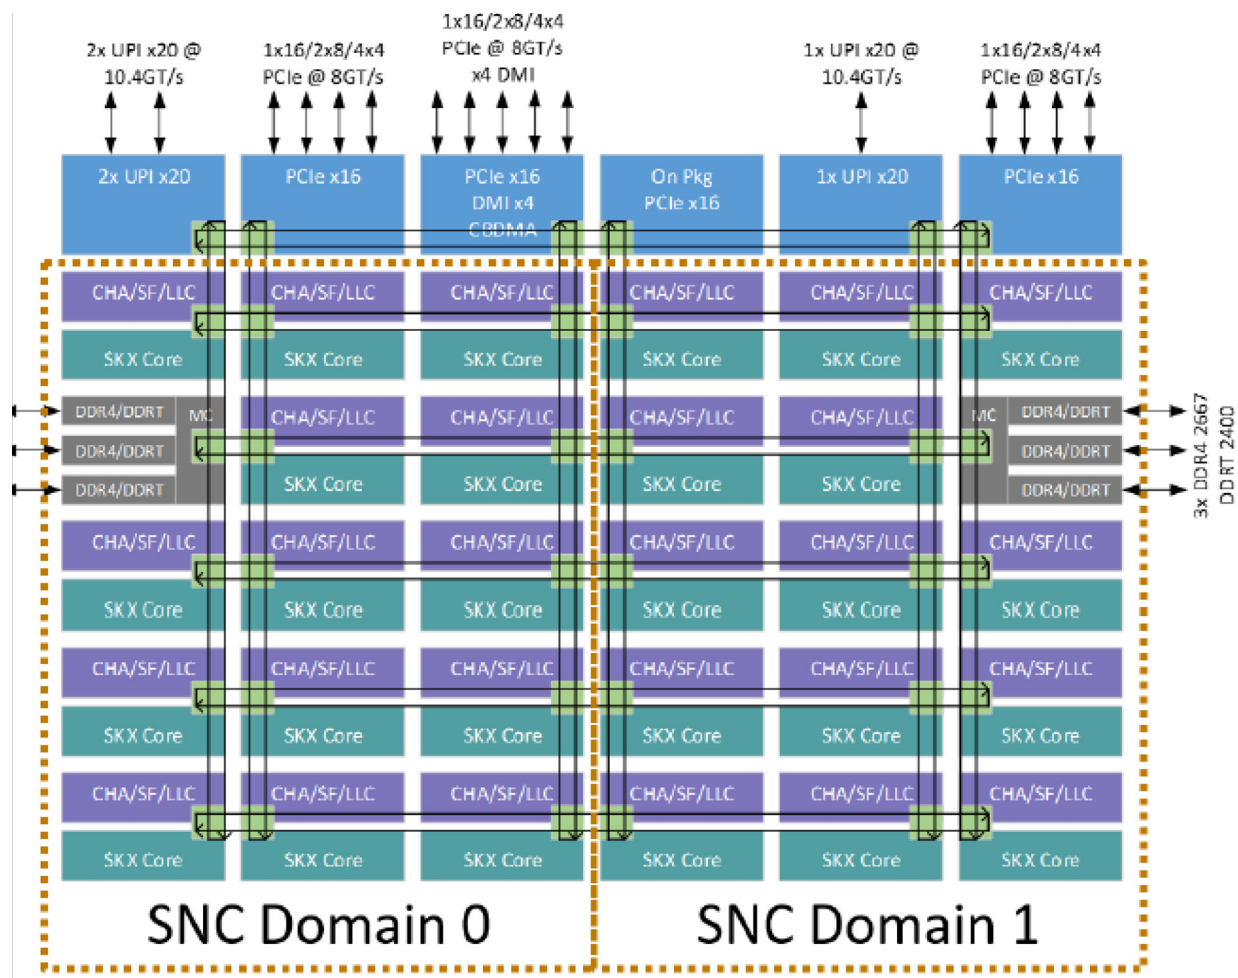 2x UPI x20 @
10.4GT/s
1x16/2x8/4x4
PCIe @ 8GT/s
1x16/2x8/4x4
PCIe @ 8GT/s
x4 DMI
1x UPI x20 @
10.4GT/s
1x16/2x8/4x4
PCIe @ 8GT/s
2x UPI x20
PCIe x16
PCIe x16
DMI x4
CBDMA
On Pkg
PCIe x16
1x UPI x20
PCIe x16
CHA/SF/LLC
CHA/SF/LLC
CHA/SF/LLC
CHA/SF/LLC
CHA/SF/LLC
CHA/SF/LLC
SKX Core
SKX Core
SKX Core
SKX Core
SKX Core
SKX Core
DDR4/DDRT
DDR4/DDRT
DDR4/DDRT
MC
CHA/SF/LLC
CHA/SF/LLC
CHA/SF/LLC
CHA/SF/LLC
SKX Core
SKX Core
SKX Core
SKX Core
MC
DDR4/DDRT
DDR4/DDRT
DDR4/DDRT
3x DDR4 2667
DDRT 2400
CHA/SF/LLC
CHA/SF/LLC
CHA/SF/LLC
CHA/SF/LLC
CHA/SF/LLC
CHA/SF/LLC
SKX Core
SKX Core
SKX Core
SKX Core
SKX Core
SKX Core
CHA/SF/LLC
CHA/SF/LLC
CHA/SF/LLC
CHA/SF/LLC
CHA/SF/LLC
CHA/SF/LLC
SKX Core
SKX Core
SKX Core
SKX Core
SKX Core
SKX Core
CHA/SF/LLC
CHA/SF/LLC
CHA/SF/LLC
CHA/SF/LLC
CHA/SF/LLC
CHA/SF/LLC
SKX Core
SKX Core
SKX Core
SKX Core
SKX Core
SKX Core
SNC Domain 0
SNC Domain 1